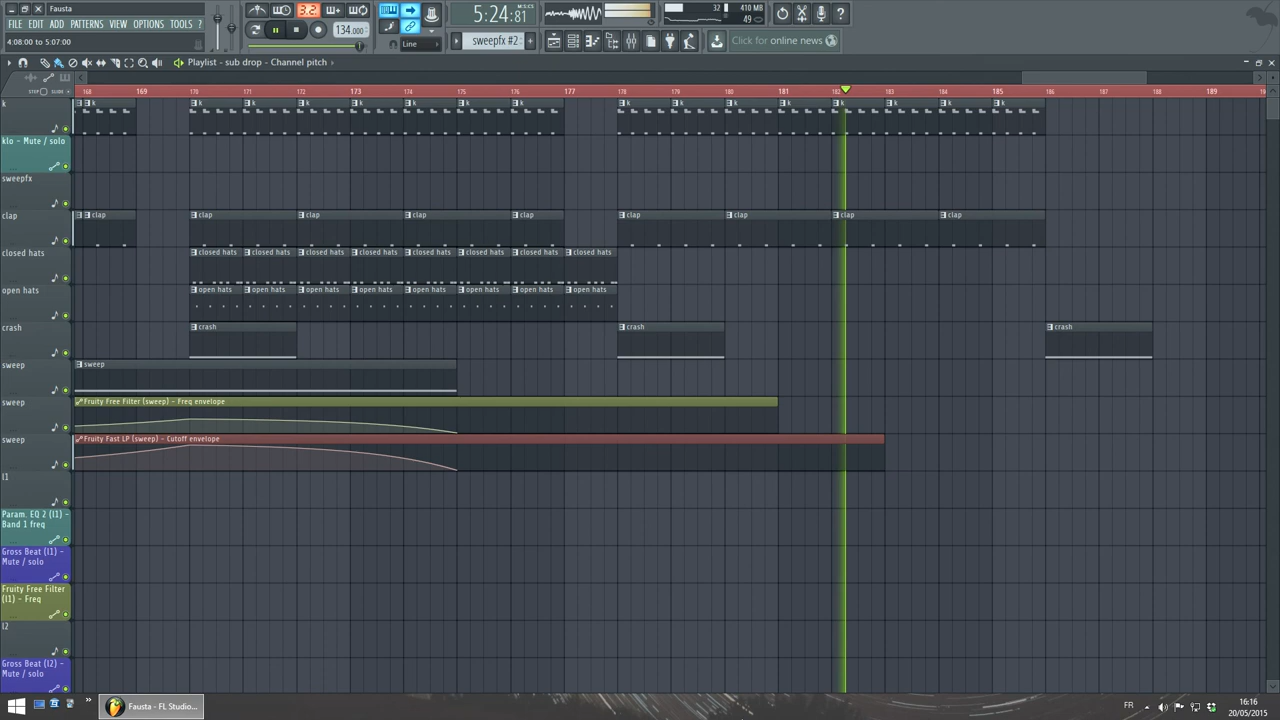 Fausta
FILE EDIT ADD PATTERNS VIEW OPTIONS TOOLS ?
4:08:00 to 5:07:00
3.2.
134.000
Line
5:24:81
sweepfx #2
32
410 MB
49
Click for online news
Playlist - sub drop - Channel pitch
STEP SLIDE
168 169 170 171 172 173 174 175 176 177 178 179 180 181 182 183 184 185 186 187 188 189 19
k
k k k k k k k k k k k k k k k k k
klo - Mute / solo
sweepfx
clap
clap clap clap clap clap clap clap clap clap
closed hats
closed hats closed hats closed hats closed hats closed hats closed hats closed hats closed hats
open hats
open hats open hats open hats open hats open hats open hats open hats open hats
crash
crash crash crash
sweep
sweep
sweep
Fruity Free Filter (sweep) - Freq envelope
sweep
Fruity Fast LP (sweep) - Cutoff envelope
l1
Param. EQ 2 (l1) -
Band 1 freq
Gross Beat (l1) -
Mute / solo
Fruity Free Filter
(l1) - Freq
l2
Gross Beat (l2) -
Mute / solo
Fausta - FL Studio...
FR
16:16
20/05/2015